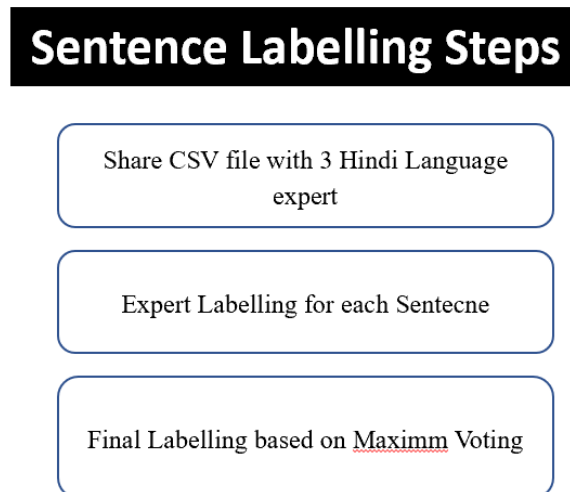 Sentence Labelling Steps
Share CSV file with 3 Hindi Language
expert
Expert Labelling for each Sentecne
Final Labelling based on Maximm Voting